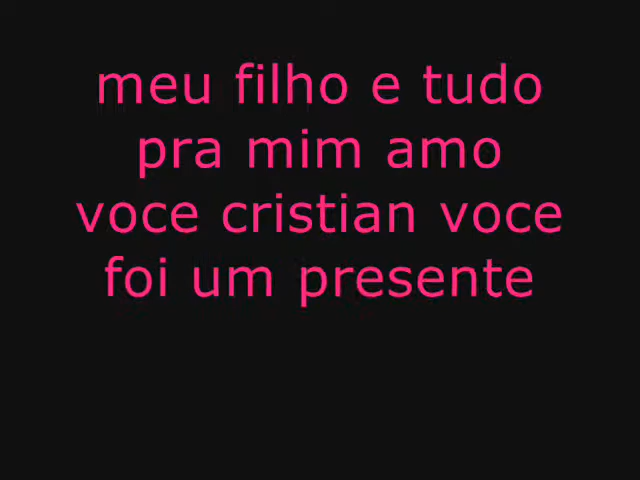 meu filho e tudo
pra mim amo
voce cristian voce
foi um presente